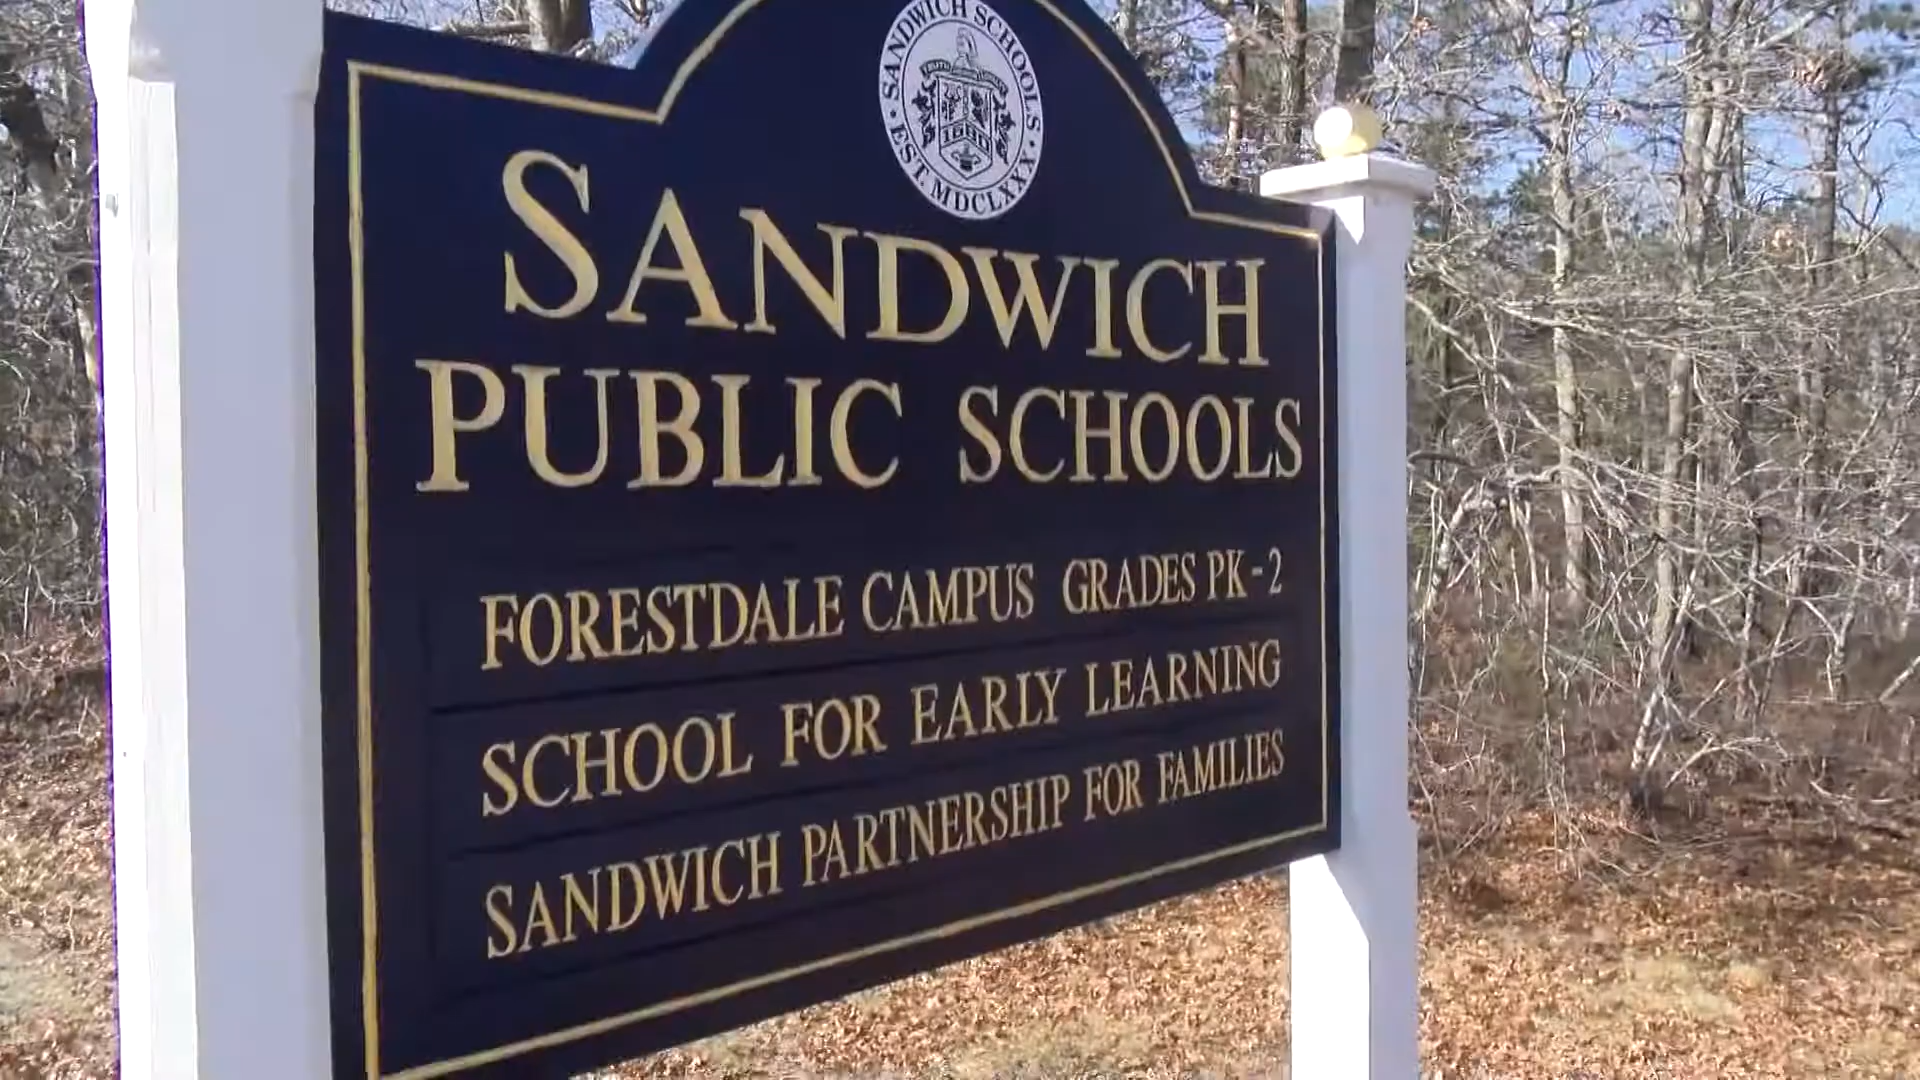 SANDWICH SCHOOLS
EST. MDCLXXX
SANDWICH
PUBLIC SCHOOLS
FORESTDALE CAMPUS GRADES PK-2
SCHOOL FOR EARLY LEARNING
SANDWICH PARTNERSHIP FOR FAMILIES